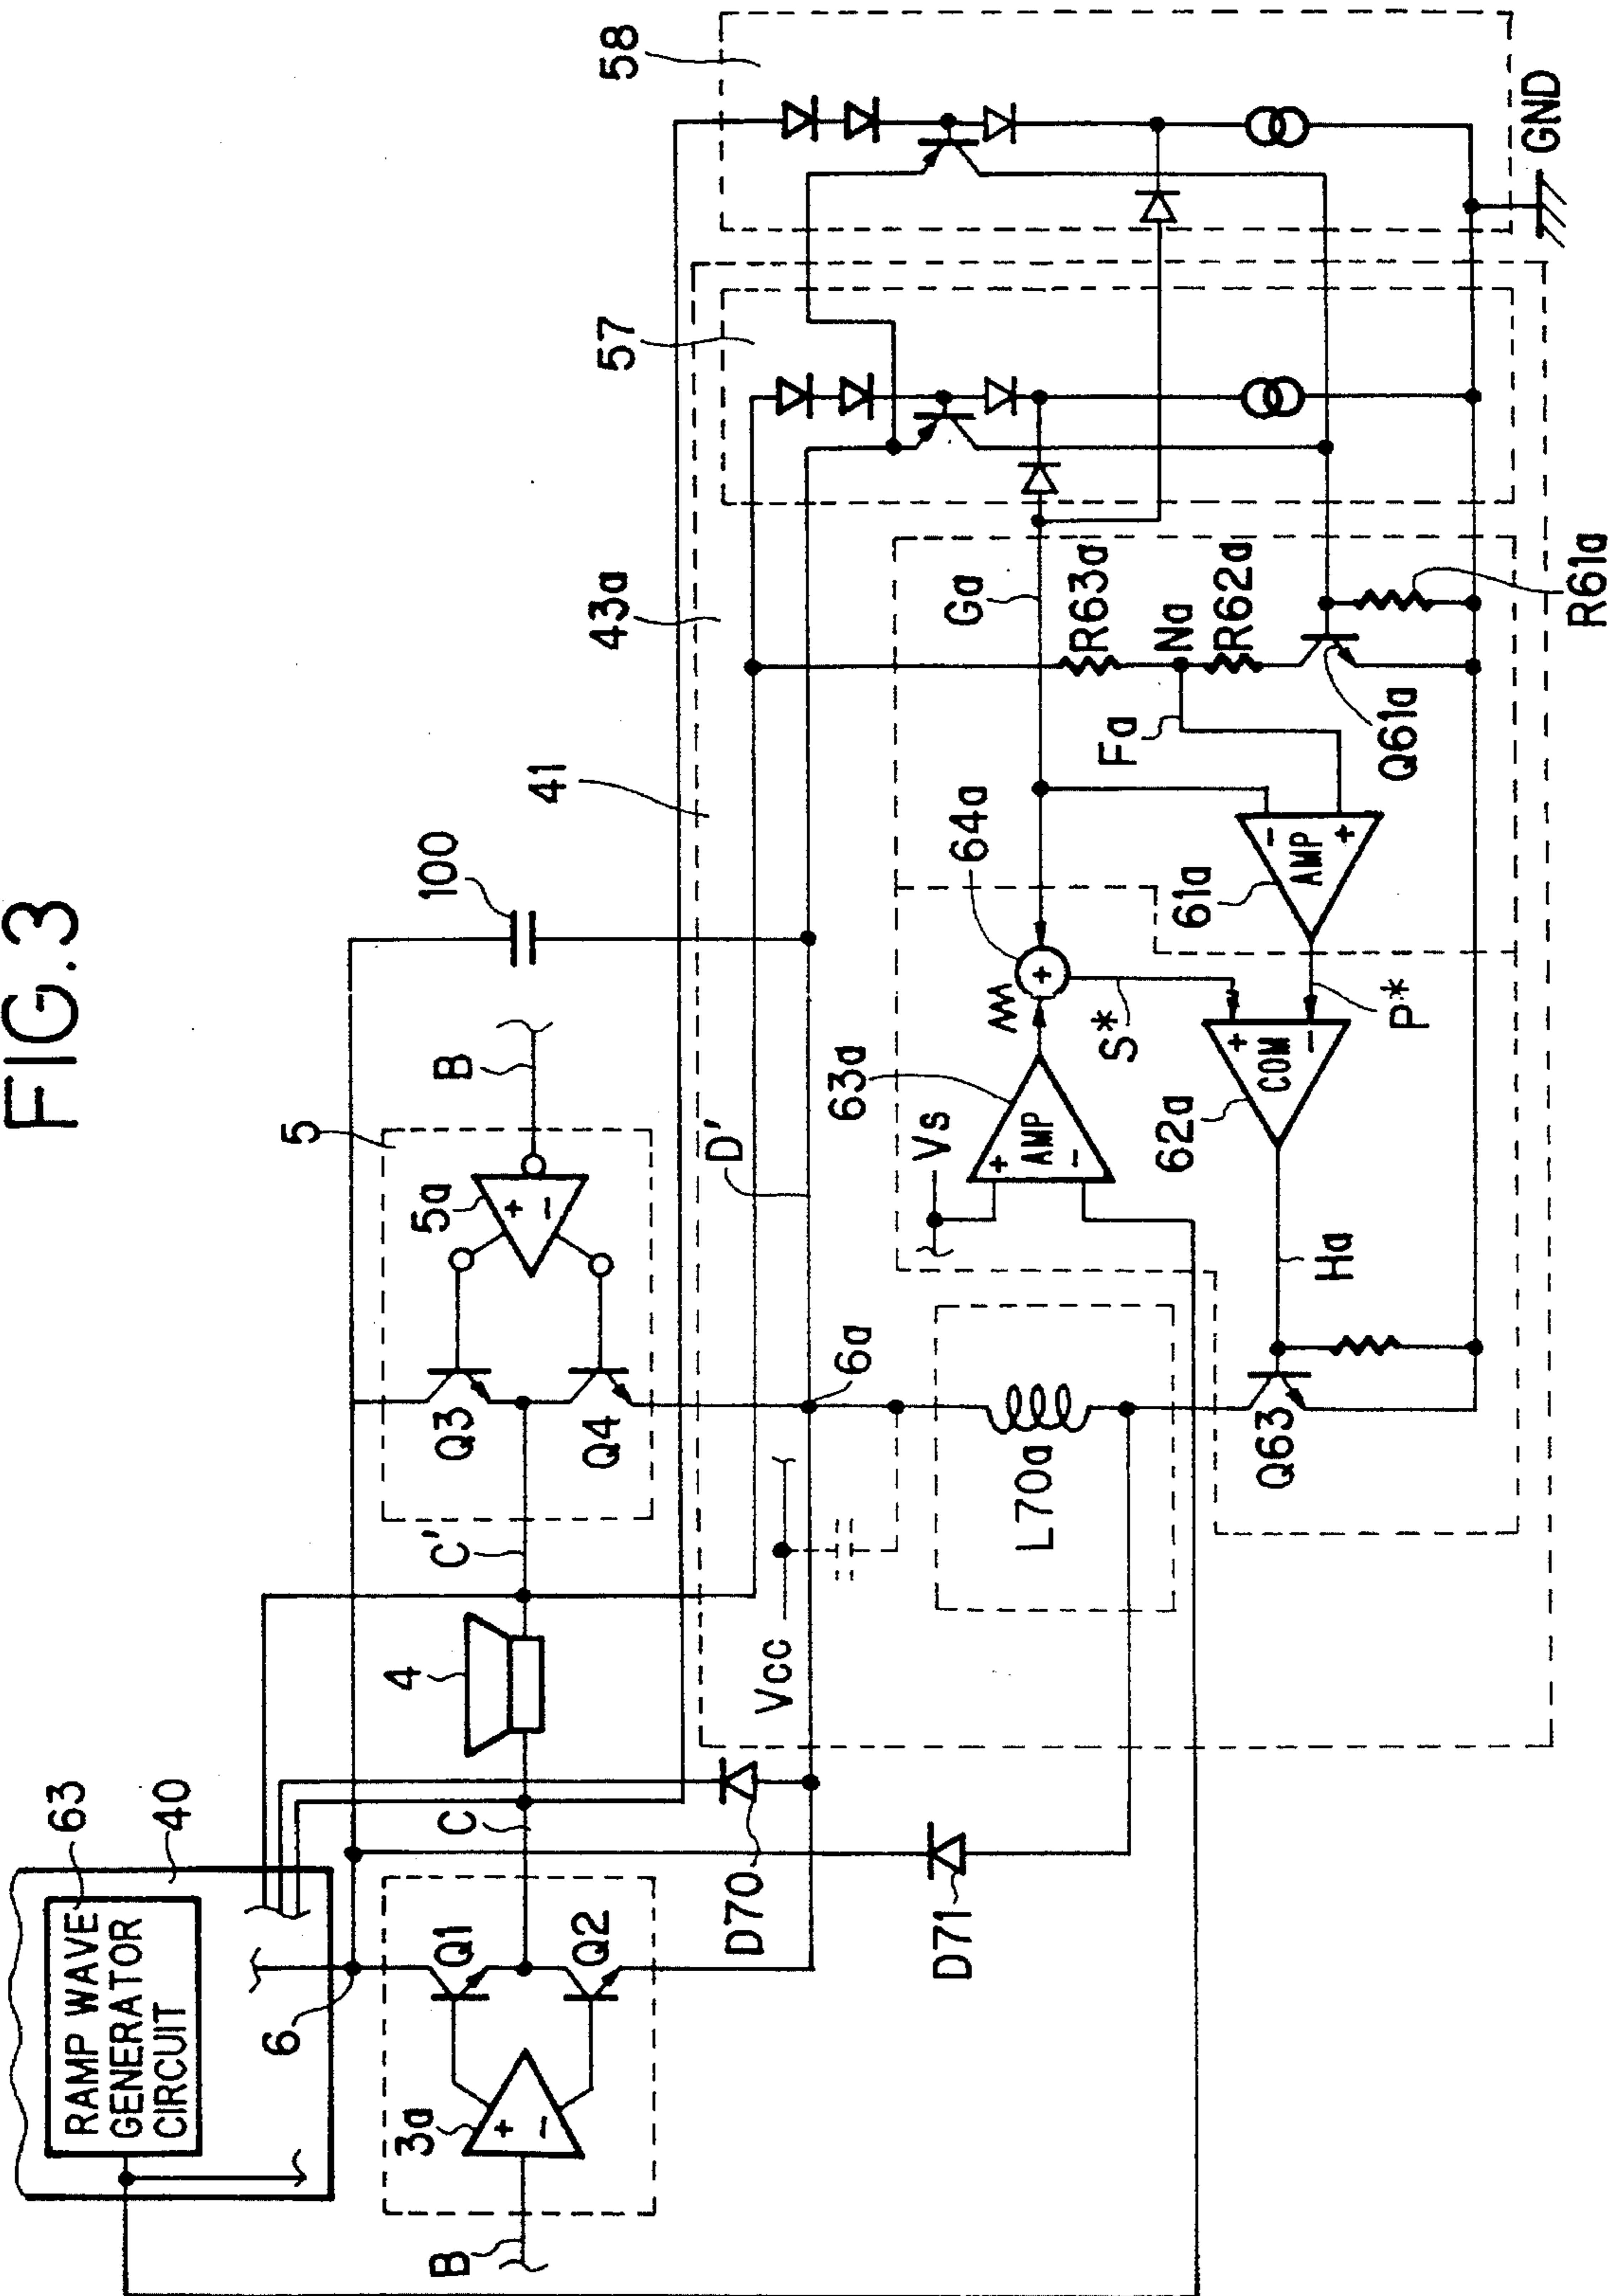 FIG. 3
58
57
43a
41
100
B
5
5a
Q3
Q4
C'
D'
6a
4
Vcc
63
40
RAMP WAVE
GENERATOR
CIRCUIT
6
Q1
Q2
C
3a
B
+
-
+
-
D70
D71
GND
Ga
R63a
Na
R62a
Fa
Q61a
R61a
64a
+
61a
AMP
-
+
63a
Vs
AMP
+
-
S*
P*
62a
COM
+
-
Ha
L70a
Q63